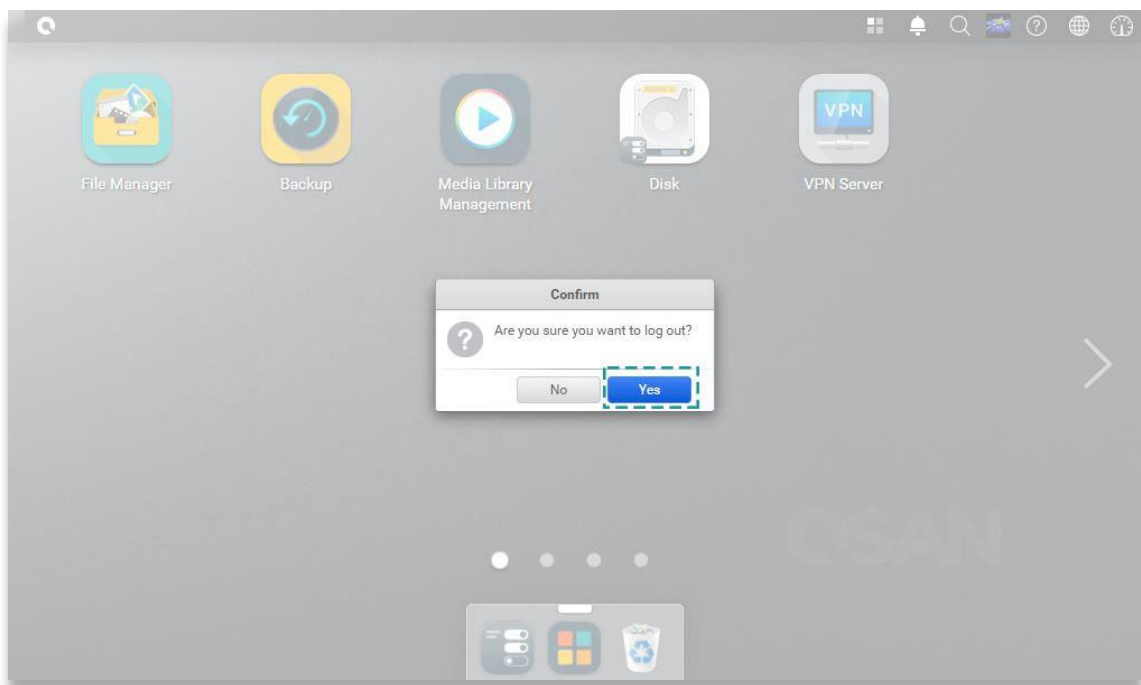 File Manager
Backup
Media Library
Management
Disk
VPN
VPN Server
Confirm
Are you sure you want to log out?
No
Yes
QSAN